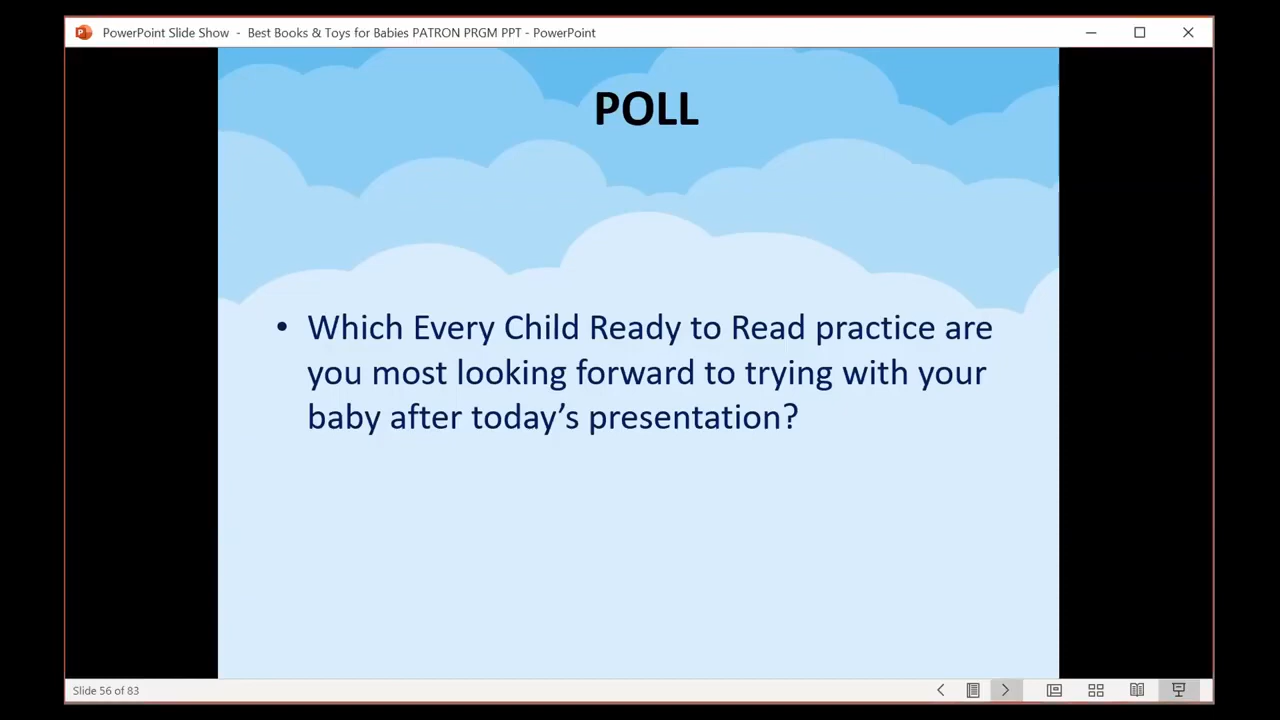 PowerPoint Slide Show - Best Books & Toys for Babies PATRON PRGM PPT - PowerPoint
POLL
• Which Every Child Ready to Read practice are
you most looking forward to trying with your
baby after today’s presentation?
Slide 56 of 83